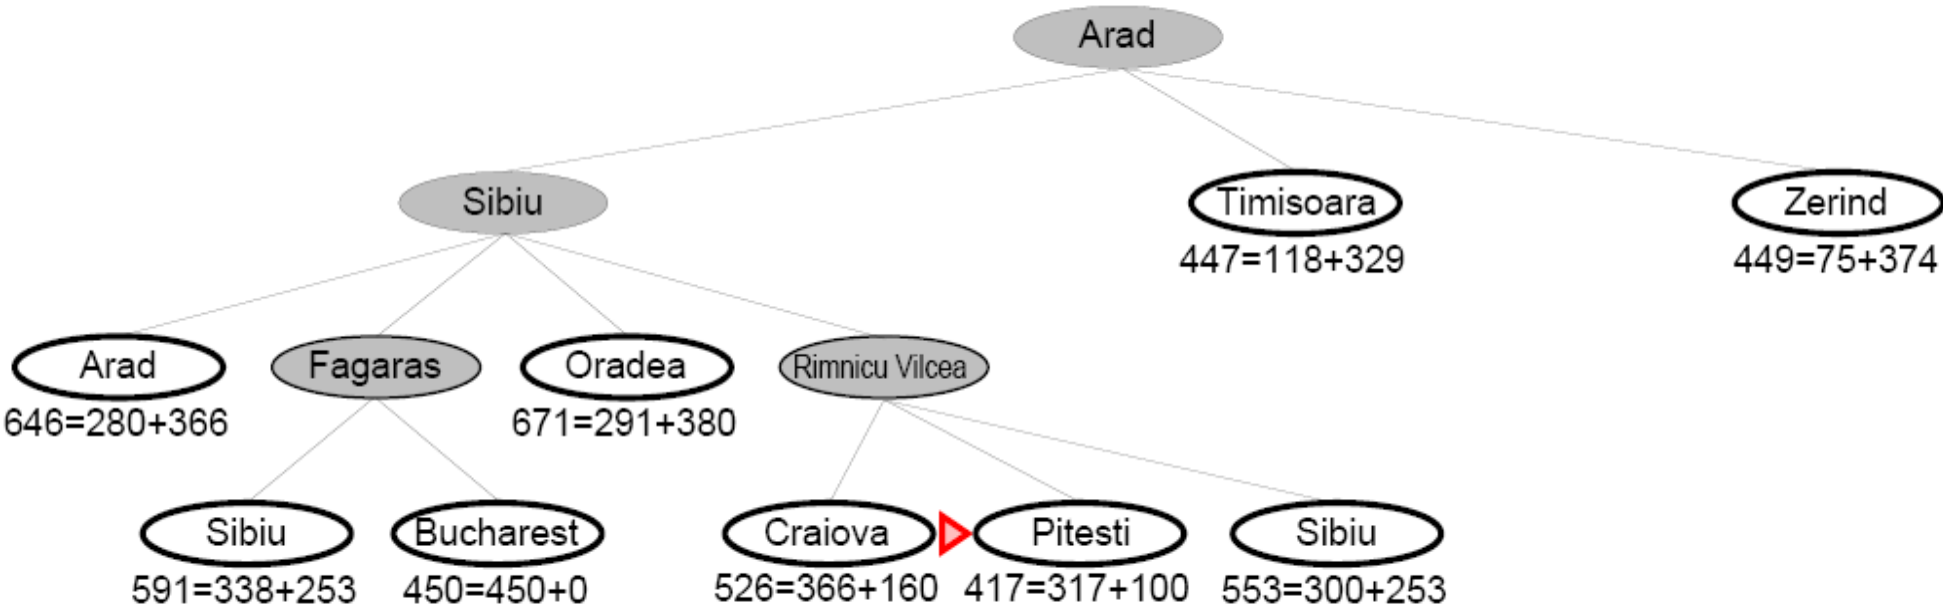 Arad
Sibiu
Timisoara
Zerind
447=118+329
449=75+374
Arad
Fagaras
Oradea
Rimnicu Vilcea
646=280+366
671=291+380
Sibiu
Bucharest
Craiova
Pitesti
Sibiu
591=338+253
450=450+0
526=366+160
417=317+100
553=300+253